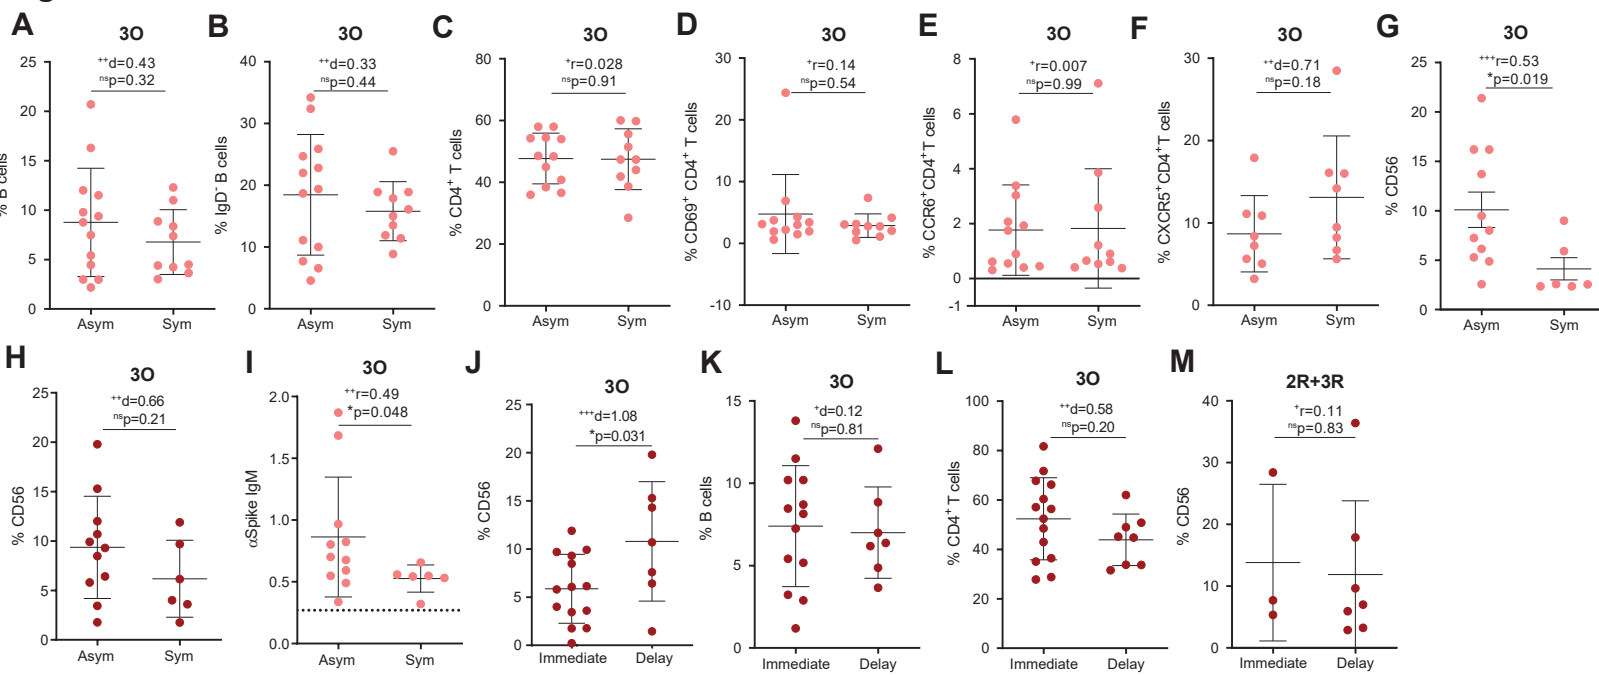 A
3O
++d=0.43
nsp=0.32
% B cells
30
25
20
15
10
5
0
Asym
Sym
B
3O
++d=0.33
nsp=0.44
% IgD- B cells
40
30
20
10
0
Asym
Sym
C
3O
+r=0.028
nsp=0.91
% CD4+ T cells
80
60
40
20
0
Asym
Sym
D
3O
+r=0.14
nsp=0.54
% CD69+ CD4+ T cells
30
20
10
0
-10
Asym
Sym
E
3O
+r=0.007
nsp=0.99
% CCR6+CD4+T cells
8
6
4
2
0
-1
Asym
Sym
F
3O
++d=0.71
nsp=0.18
% CXCR5+CD4+T cells
30
20
10
0
Asym
Sym
G
3O
+++r=0.53
*p=0.019
% CD56
25
20
15
10
5
0
Asym
Sym
H
3O
++d=0.66
nsp=0.21
% CD56
25
20
15
10
5
0
Asym
Sym
I
3O
++r=0.49
*p=0.048
αSpike IgM
2.0
1.5
1.0
0.5
0.0
Asym
Sym
J
3O
+++d=1.08
*p=0.031
% CD56
25
20
15
10
5
0
Immediate
Delay
K
3O
+d=0.12
nsp=0.81
% B cells
15
10
5
0
Immediate
Delay
L
3O
++d=0.58
nsp=0.20
% CD4+ T cells
100
80
60
40
20
0
Immediate
Delay
M
2R+3R
+r=0.11
nsp=0.83
% CD56
40
30
20
10
0
Immediate
Delay